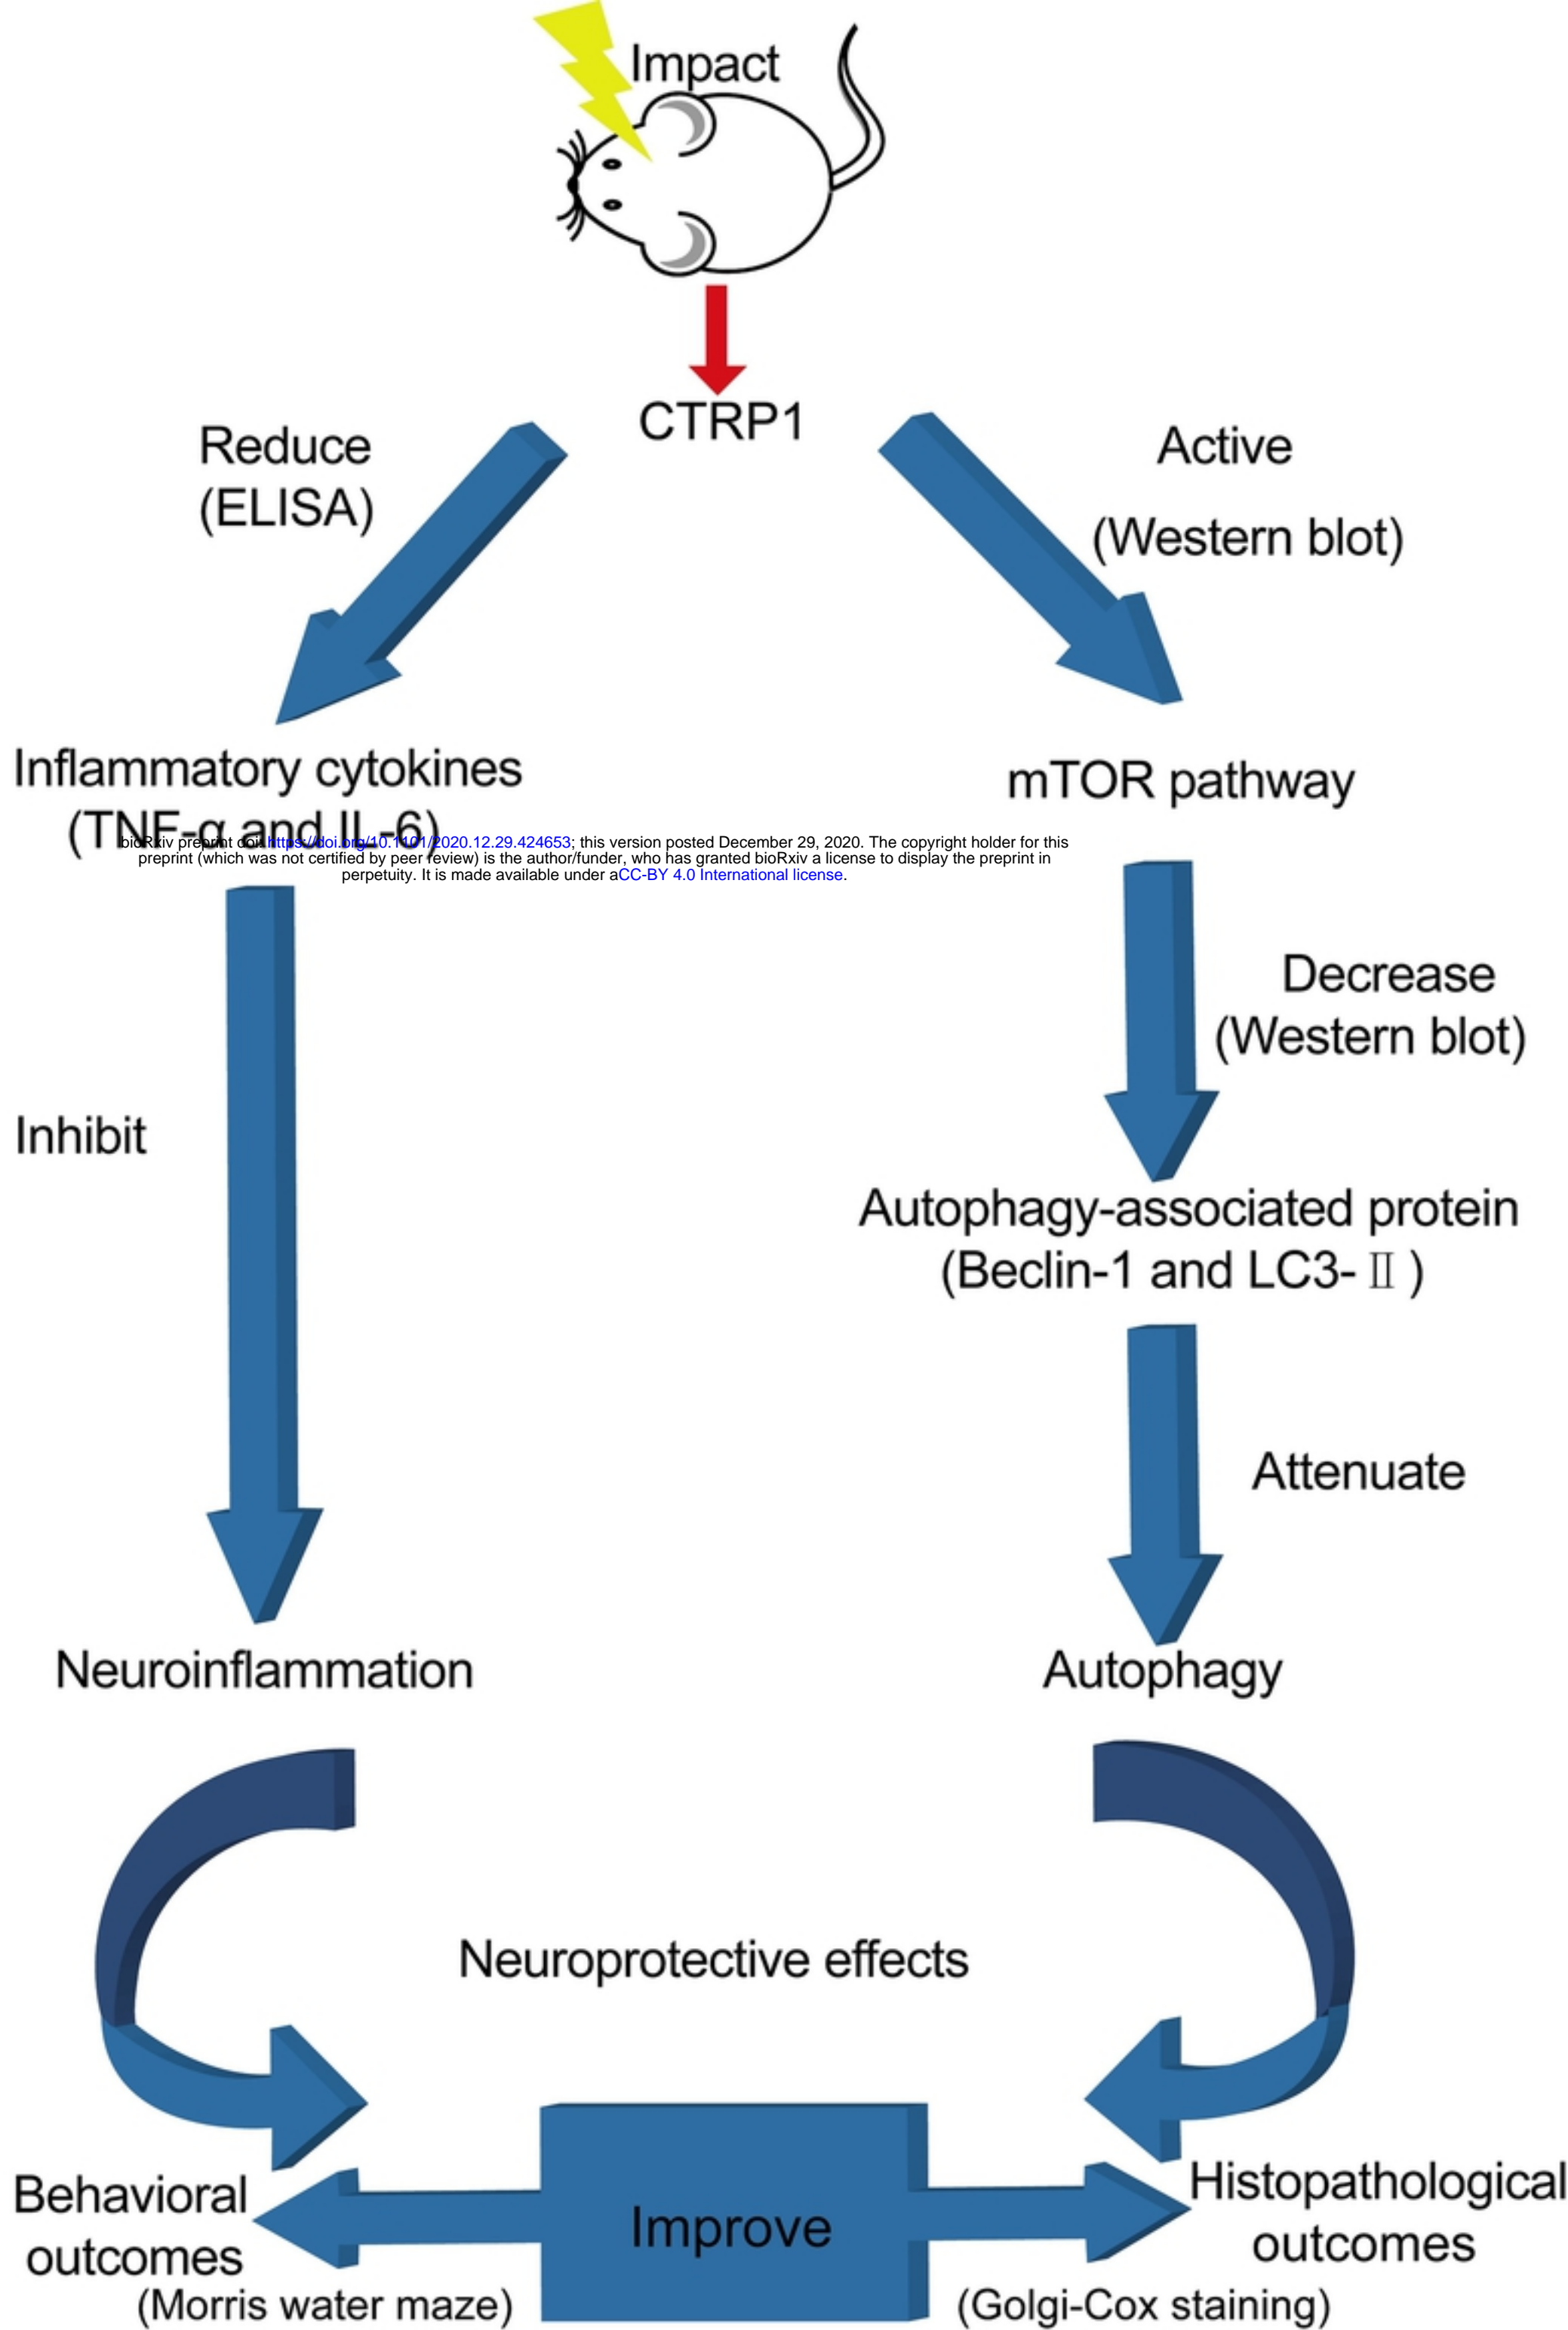 Impact
CTRP1
Reduce
(ELISA)
Active
(Western blot)
Inflammatory cytokines
(TNF-α and IL-6)
mTOR pathway
bioRxiv preprint doi: https://doi.org/10.1101/2020.12.29.424653; this version posted December 29, 2020. The copyright holder for this
preprint (which was not certified by peer review) is the author/funder, who has granted bioRxiv a license to display the preprint in
perpetuity. It is made available under aCC-BY 4.0 International license.
Decrease
(Western blot)
Inhibit
Autophagy-associated protein
(Beclin-1 and LC3-Ⅱ)
Attenuate
Neuroinflammation
Autophagy
Neuroprotective effects
Behavioral
outcomes
(Morris water maze)
Improve
Histopathological
outcomes
(Golgi-Cox staining)